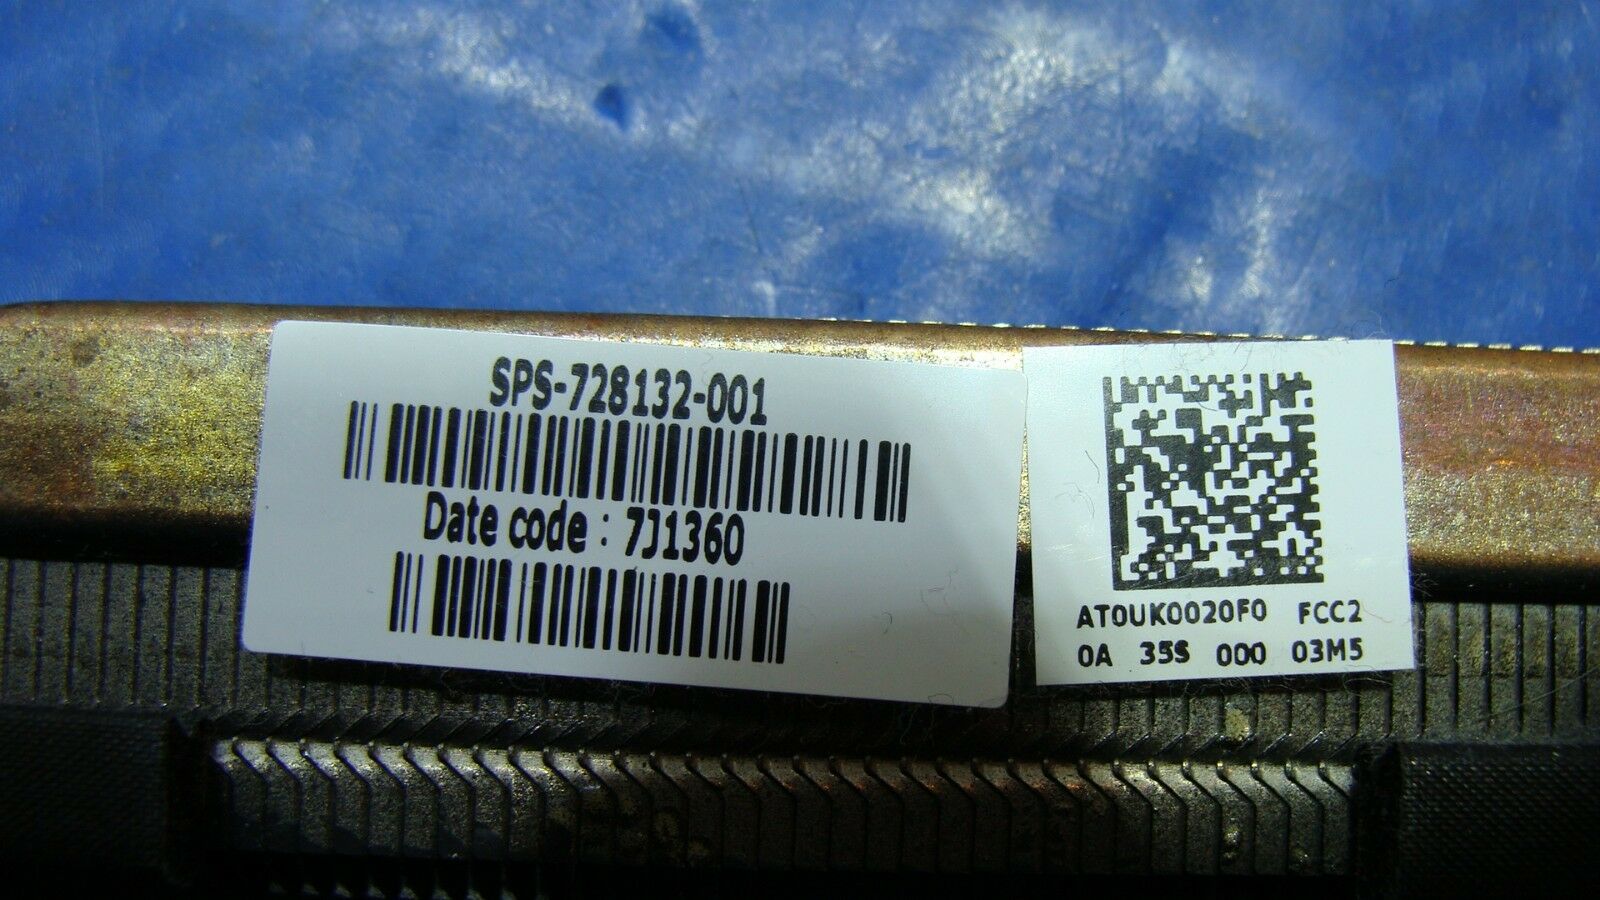 SPS-728132-001
Date code : 7J1360
AT0UK0020F0 FCC2
0A 35S 000 03M5